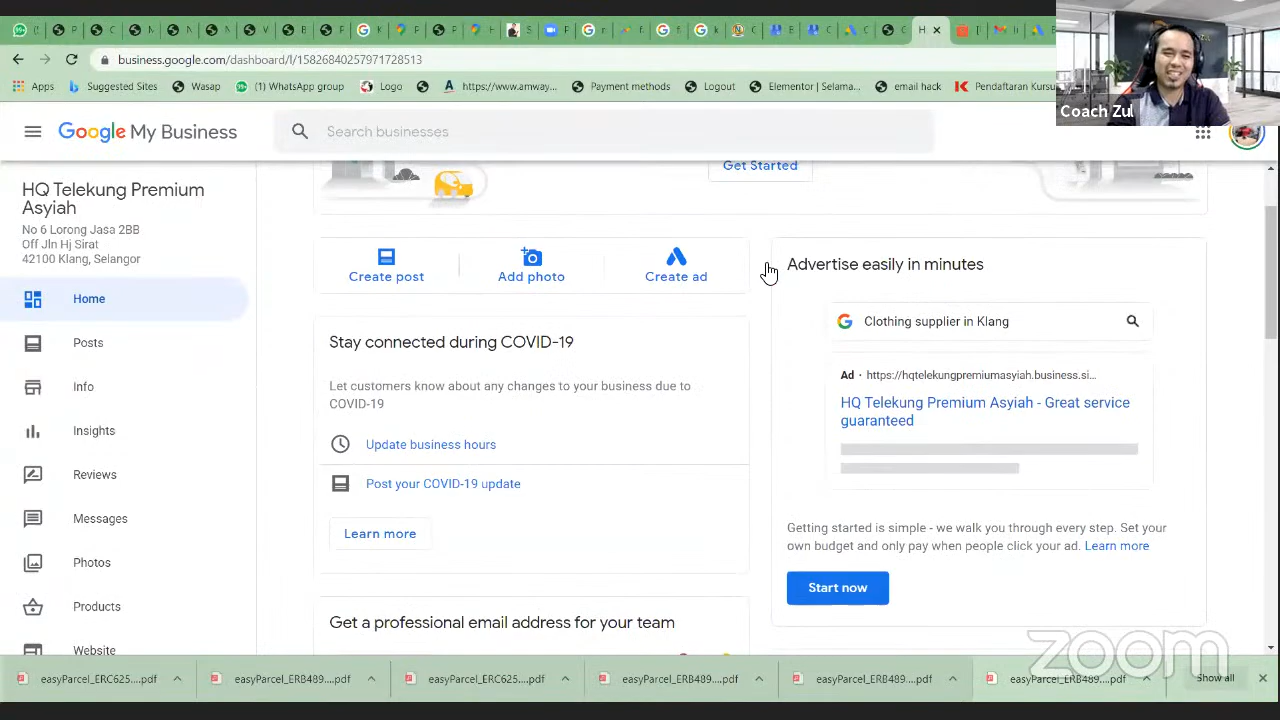 business.google.com/dashboard/l/15826840257971728513
Apps
Suggested Sites
Wasap
(1) WhatsApp group
Logo
https://www.amway...
Payment methods
Logout
Elementor | Selama...
email hack
Pendaftaran Kursu
Coach Zul
Google My Business
Search businesses
HQ Telekung Premium
Asyiah
No 6 Lorong Jasa 2BB
Off Jln Hj Sirat
42100 Klang, Selangor
Home
Posts
Info
Insights
Reviews
Messages
Photos
Products
Website
Get Started
Create post
Add photo
Create ad
Stay connected during COVID-19
Let customers know about any changes to your business due to
COVID-19
Update business hours
Post your COVID-19 update
Learn more
Get a professional email address for your team
Advertise easily in minutes
Clothing supplier in Klang
Ad · https://hqtelekungpremiumasyiah.business.si...
HQ Telekung Premium Asyiah - Great service
guaranteed
Getting started is simple - we walk you through every step. Set your
own budget and only pay when people click your ad. Learn more
Start now
zoom
easyParcel_ERC625....pdf
easyParcel_ERB489....pdf
easyParcel_ERC625....pdf
easyParcel_ERB489....pdf
easyParcel_ERB489....pdf
easyParcel_ERB489....pdf
Show all